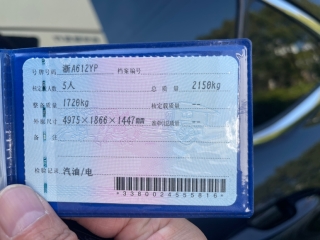 号牌号码 浙A612YP 档案编号
核定载人数 5人 总质量 2150kg
整备质量 1720kg 核定载质量 --
外廓尺寸 4975×1866×1447mm 准牵引总质量 --
备注
检验记录 汽油/电